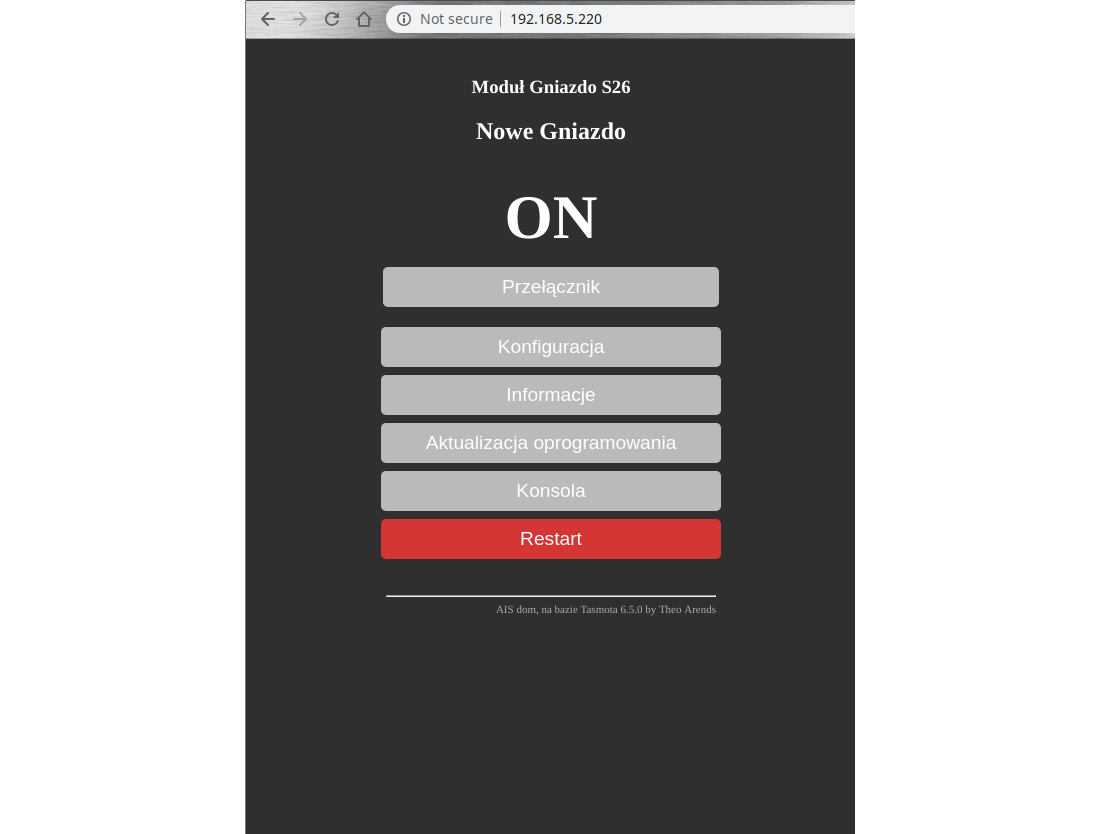 Not secure | 192.168.5.220
Moduł Gniazdo S26
Nowe Gniazdo
ON
Przełącznik
Konfiguracja
Informacje
Aktualizacja oprogramowania
Konsola
Restart
AIS dom, na bazie Tasmota 6.5.0 by Theo Arends